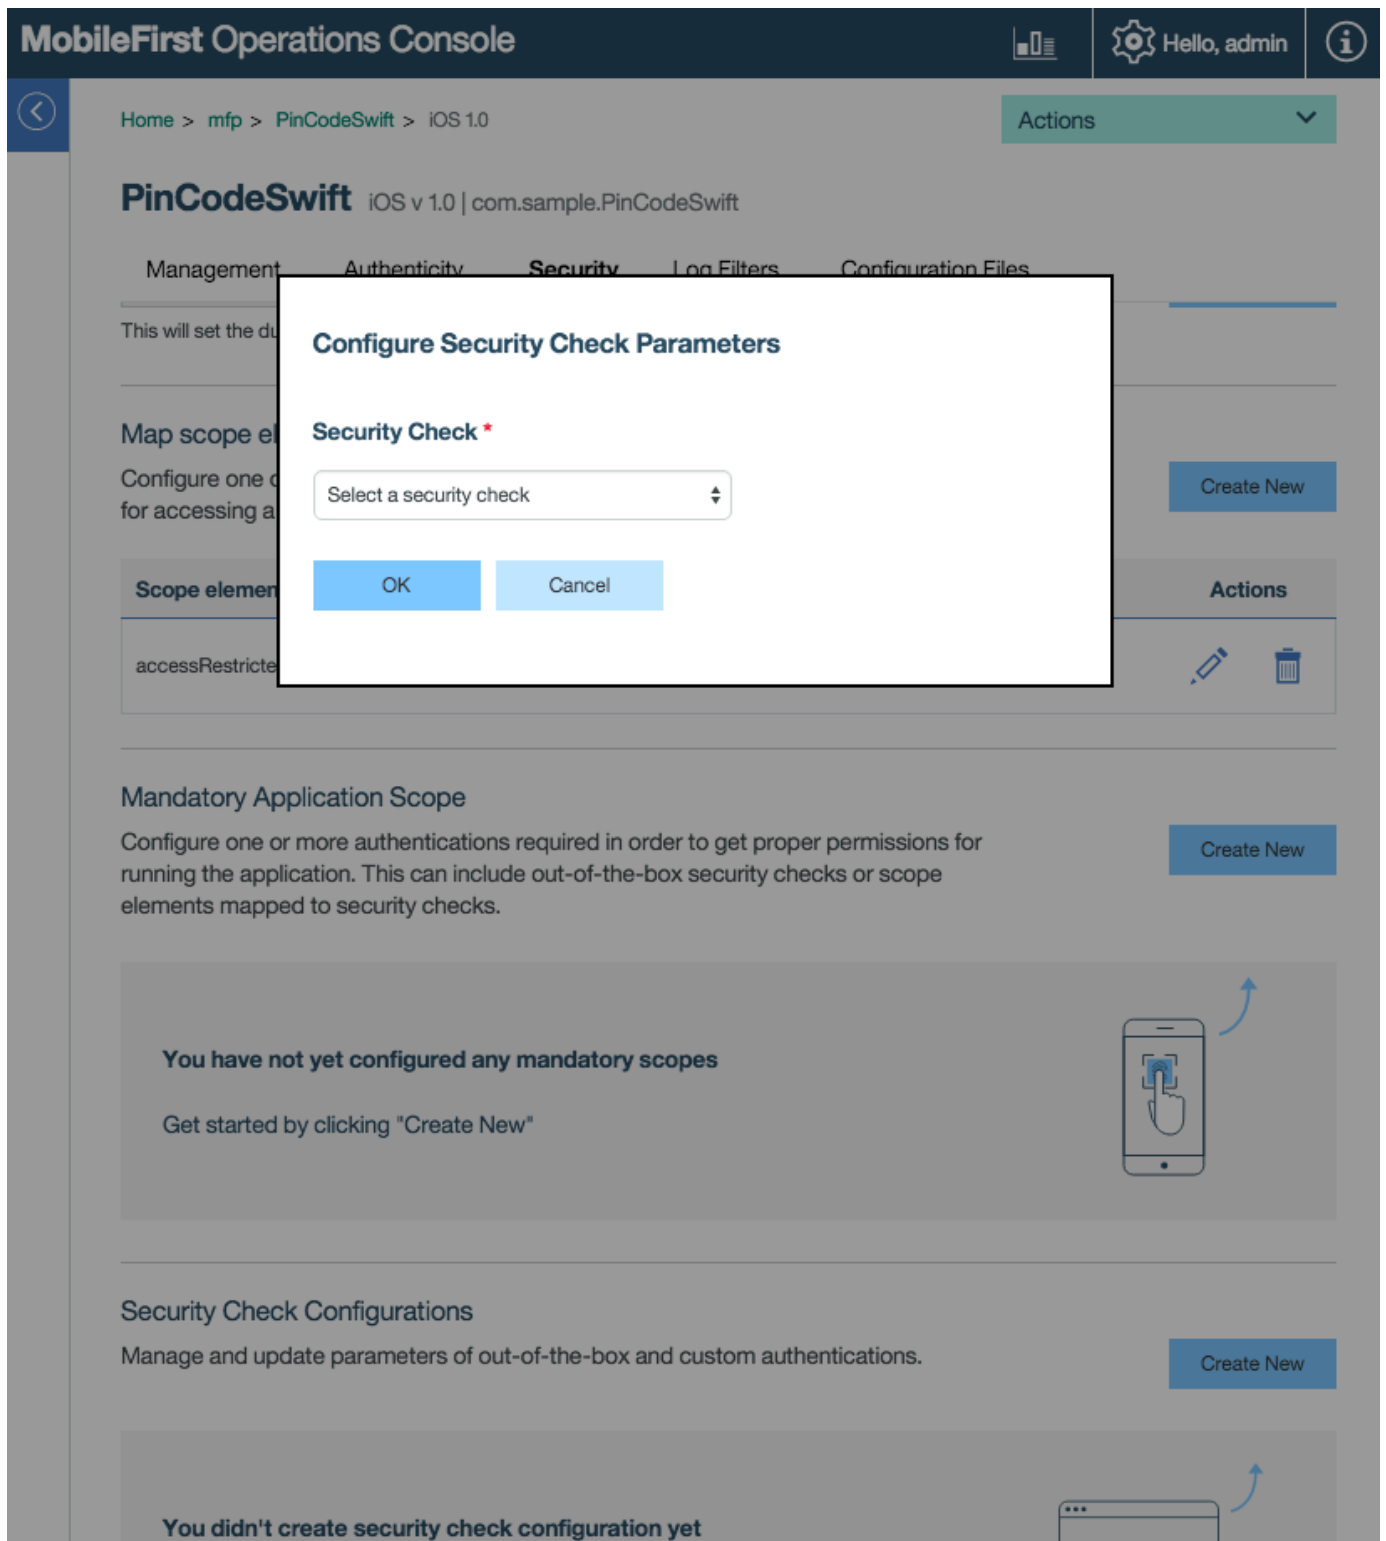 MobileFirst Operations Console
Hello, admin
Home > mfp > PinCodeSwift > iOS 1.0
Actions
PinCodeSwift iOS v 1.0 | com.sample.PinCodeSwift
Management Authenticity Security Log Filters Configuration Files
This will set the du
Configure Security Check Parameters
Security Check *
Select a security check
OK Cancel
Map scope el
Configure one
for accessing a
Create New
Scope elemen
Actions
accessRestricte
Mandatory Application Scope
Configure one or more authentications required in order to get proper permissions for
running the application. This can include out-of-the-box security checks or scope
elements mapped to security checks.
Create New
You have not yet configured any mandatory scopes
Get started by clicking "Create New"
Security Check Configurations
Manage and update parameters of out-of-the-box and custom authentications.
Create New
You didn't create security check configuration yet